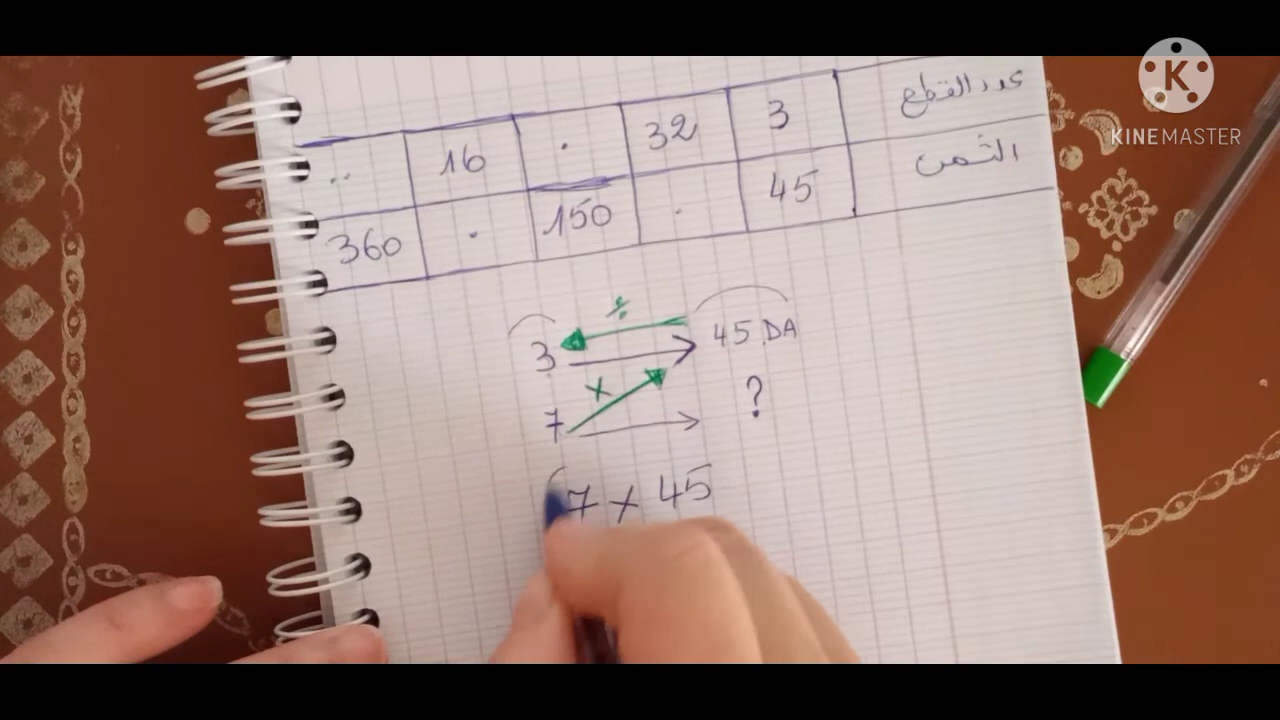 عدد القطع 3 32 . 16 ..
الثمن 45 . 150 . 360
K
KINEMASTER
÷
3 45 DA
×
7 ?
(7 × 45